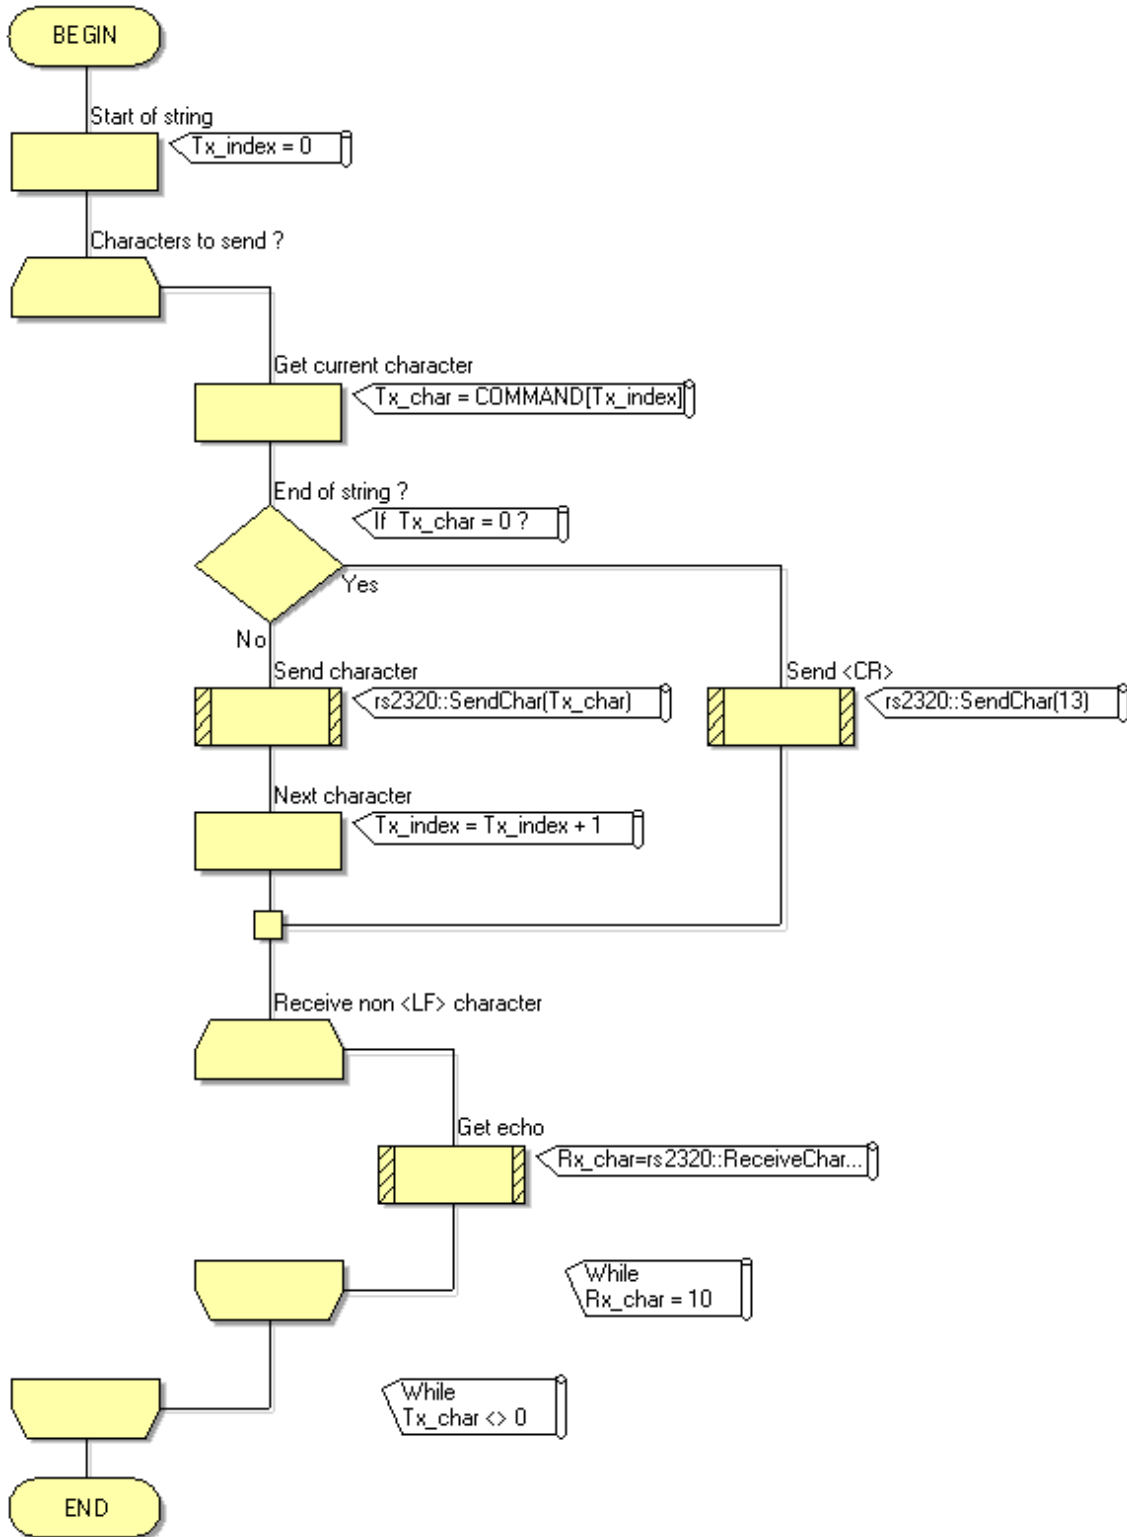 BEGIN
Start of string
Tx_index = 0
Characters to send ?
Get current character
Tx_char = COMMAND[Tx_index]
End of string ?
If  Tx_char = 0 ?
Yes
No
Send character
rs2320::SendChar(Tx_char)
Send <CR>
rs2320::SendChar(13)
Next character
Tx_index = Tx_index + 1
Receive non <LF> character
Get echo
Rx_char=rs2320::ReceiveChar...
While
Rx_char = 10
While
Tx_char <> 0
END